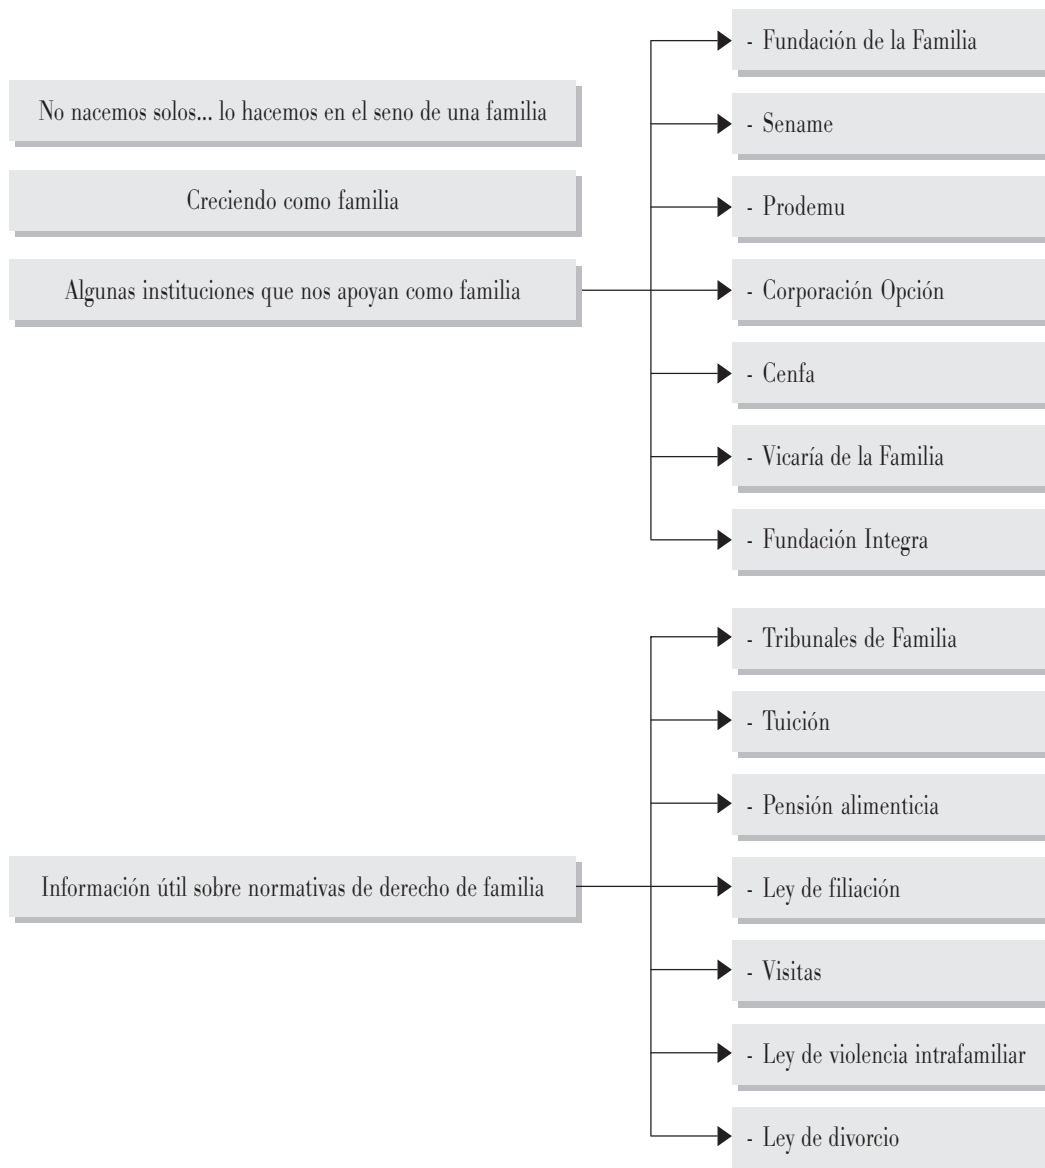 No nacemos solos... lo hacemos en el seno de una familia
Creciendo como familia
Algunas instituciones que nos apoyan como familia
- Fundación de la Familia
- Sename
- Prodemu
- Corporación Opción
- Cenfa
- Vicaría de la Familia
- Fundación Integra
Información útil sobre normativas de derecho de familia
- Tribunales de Familia
- Tuición
- Pensión alimenticia
- Ley de filiación
- Visitas
- Ley de violencia intrafamiliar
- Ley de divorcio